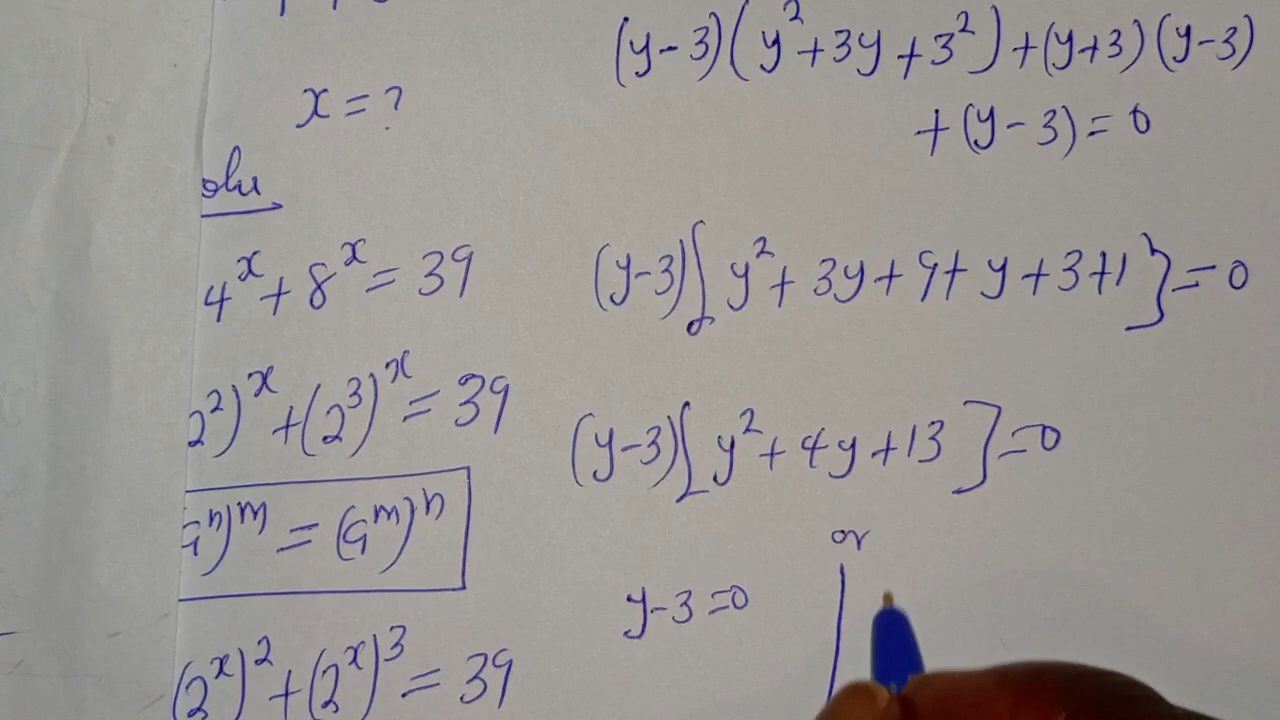 x = ?
olu
4^x + 8^x = 39
2^2)^x + (2^3)^x = 39
a^n)^m = (a^m)^n
(2^x)^2 + (2^x)^3 = 39
(y-3)(y^2+3y+3^2)+(y+3)(y-3)
+(y-3)=0
(y-3)[y^2+3y+9+y+3+1}=0
(y-3)[y^2+4y+13]=0
or
y-3=0